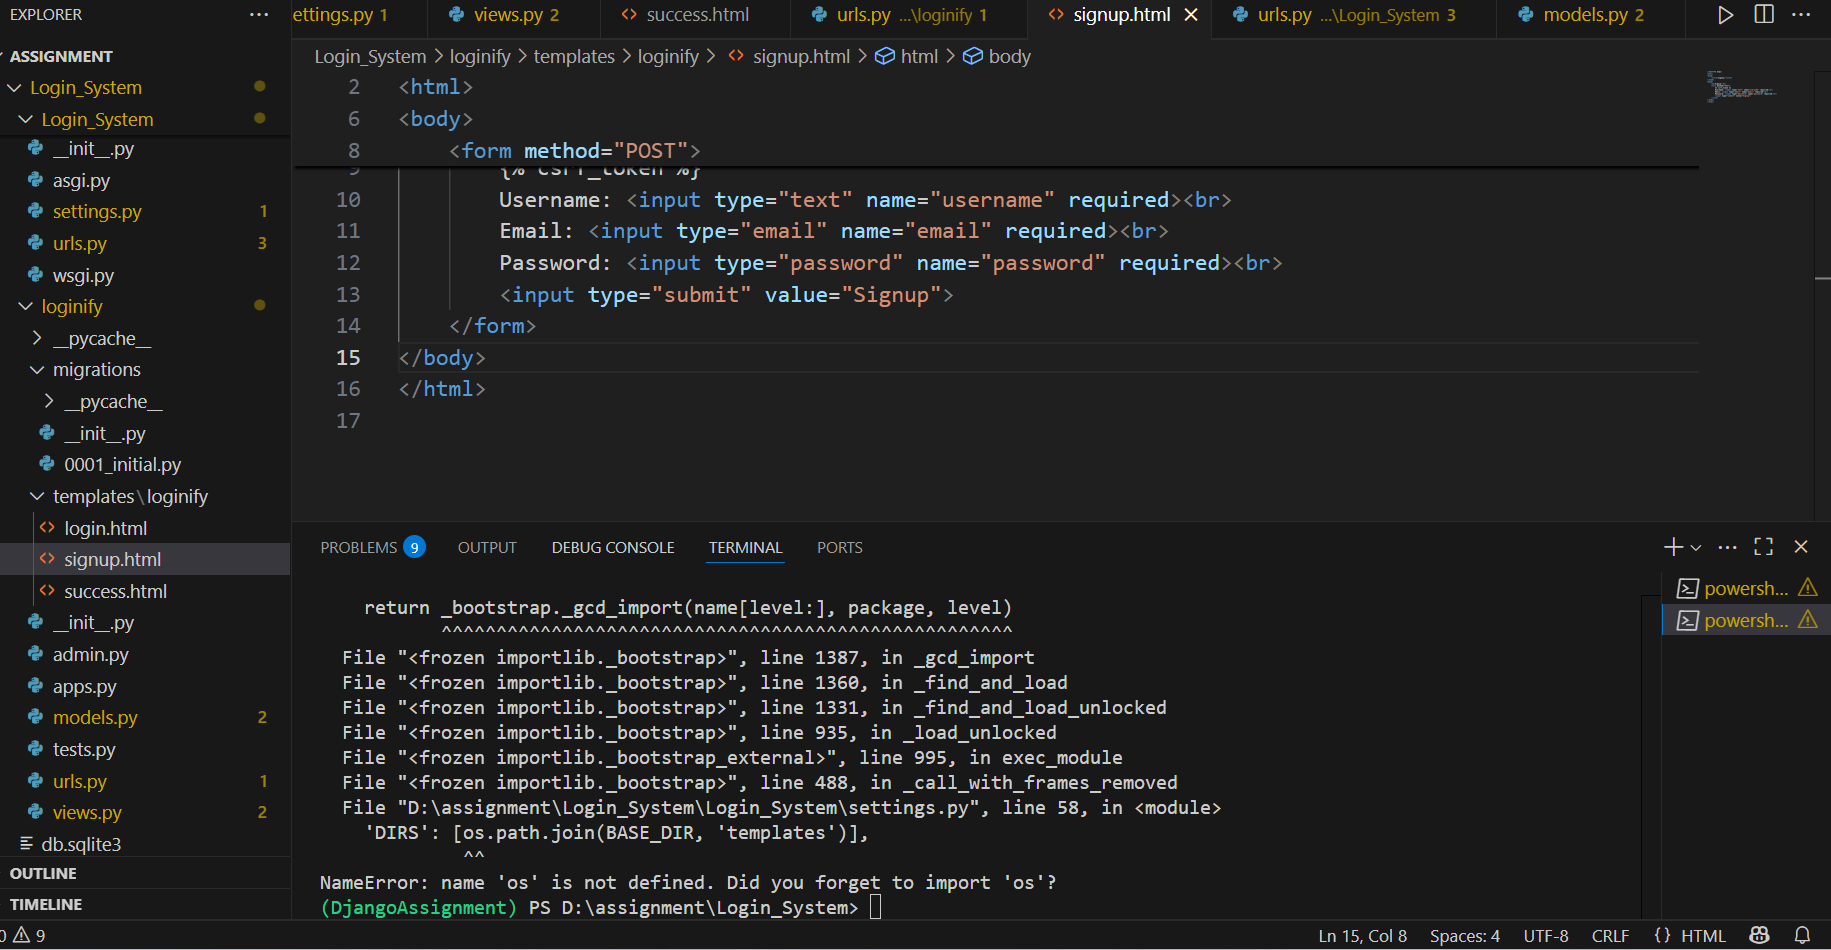 EXPLORER ···
ASSIGNMENT
Login_System
Login_System
__init__.py
asgi.py
settings.py 1
urls.py 3
wsgi.py
loginify
__pycache__
migrations
__pycache__
__init__.py
0001_initial.py
templates\loginify
login.html
signup.html
success.html
__init__.py
admin.py
apps.py
models.py 2
tests.py
urls.py 1
views.py 2
db.sqlite3
OUTLINE
TIMELINE
ettings.py 1 views.py 2 success.html urls.py ...\loginify 1 signup.html urls.py ...\Login_System 3 models.py 2
Login_System > loginify > templates > loginify > signup.html > html > body
2 <html>
6 <body>
8 <form method="POST">
9 {% csrf_token %}
10 Username: <input type="text" name="username" required><br>
11 Email: <input type="email" name="email" required><br>
12 Password: <input type="password" name="password" required><br>
13 <input type="submit" value="Signup">
14 </form>
15 </body>
16 </html>
17
PROBLEMS 9 OUTPUT DEBUG CONSOLE TERMINAL PORTS
powersh...
powersh...
return _bootstrap._gcd_import(name[level:], package, level)
^^^^^^^^^^^^^^^^^^^^^^^^^^^^^^^^^^^^^^^^^^^^^^^^^^^^
File "<frozen importlib._bootstrap>", line 1387, in _gcd_import
File "<frozen importlib._bootstrap>", line 1360, in _find_and_load
File "<frozen importlib._bootstrap>", line 1331, in _find_and_load_unlocked
File "<frozen importlib._bootstrap>", line 935, in _load_unlocked
File "<frozen importlib._bootstrap_external>", line 995, in exec_module
File "<frozen importlib._bootstrap>", line 488, in _call_with_frames_removed
File "D:\assignment\Login_System\Login_System\settings.py", line 58, in <module>
'DIRS': [os.path.join(BASE_DIR, 'templates')],
^^
NameError: name 'os' is not defined. Did you forget to import 'os'?
(DjangoAssignment) PS D:\assignment\Login_System>
0 9 Ln 15, Col 8 Spaces: 4 UTF-8 CRLF {} HTML